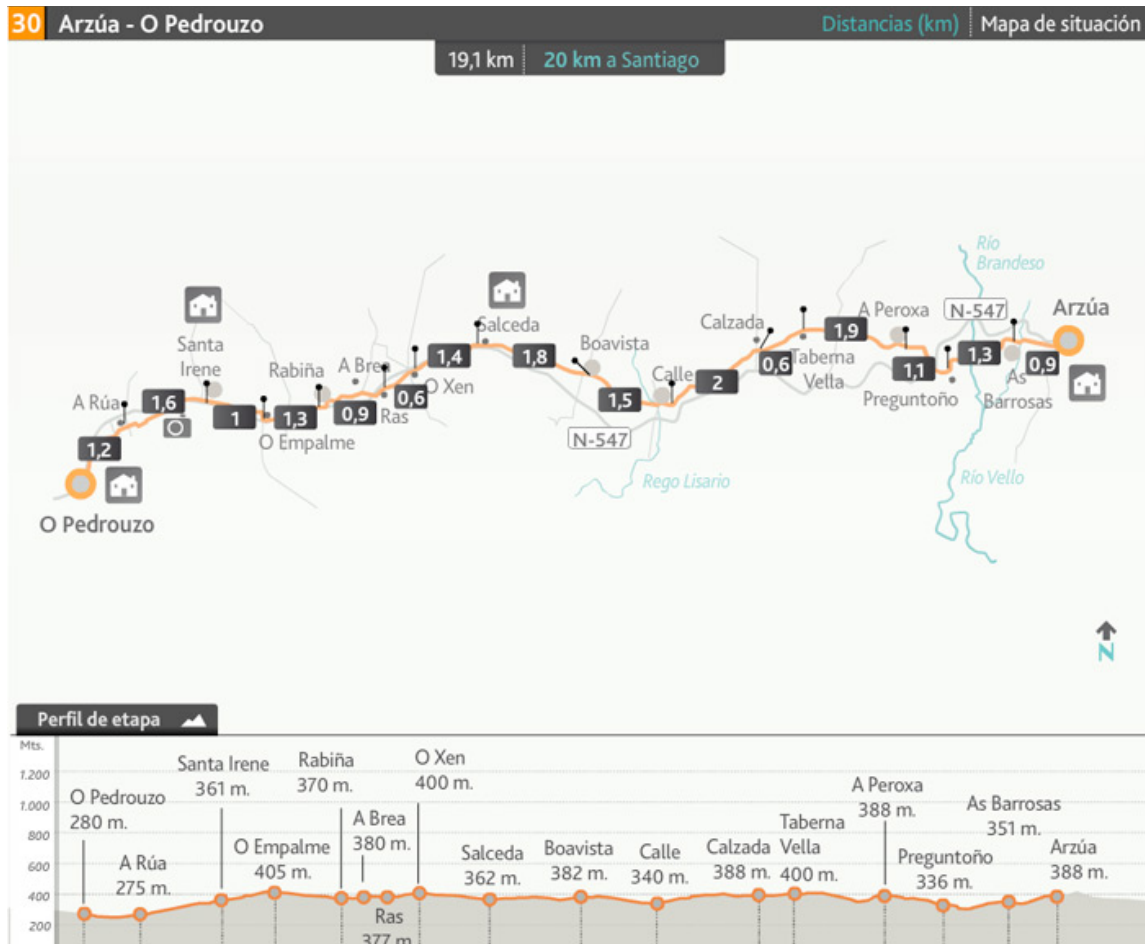 30 Arzúa - O Pedrouzo Distancias (km) Mapa de situación
19,1 km 20 km a Santiago
Río
Brandeso
N-547
Arzúa
A Peroxa
Calzada
1,9
Salceda
Boavista
Taberna
Vella
0,6
1,1
1,3
0,9
As
Barrosas
Preguntoño
Santa
Irene
Rabiña
A Brea
1,4
1,8
O Xen
0,6
Ras
Calle
2
1,5
N-547
A Rúa
1,6
1
1,3
0,9
O Empalme
1,2
Rego Lisario
Río Vello
O Pedrouzo
N
Perfil de etapa
Mts.
1.200
1.000
800
600
400
200
O Pedrouzo
280 m.
A Rúa
275 m.
Santa Irene
361 m.
O Empalme
405 m.
Rabiña
370 m.
A Brea
380 m.
Ras
377 m
O Xen
400 m.
Salceda
362 m.
Boavista
382 m.
Calle
340 m.
Calzada
388 m.
Taberna
Vella
400 m.
A Peroxa
388 m.
Preguntoño
336 m.
As Barrosas
351 m.
Arzúa
388 m.